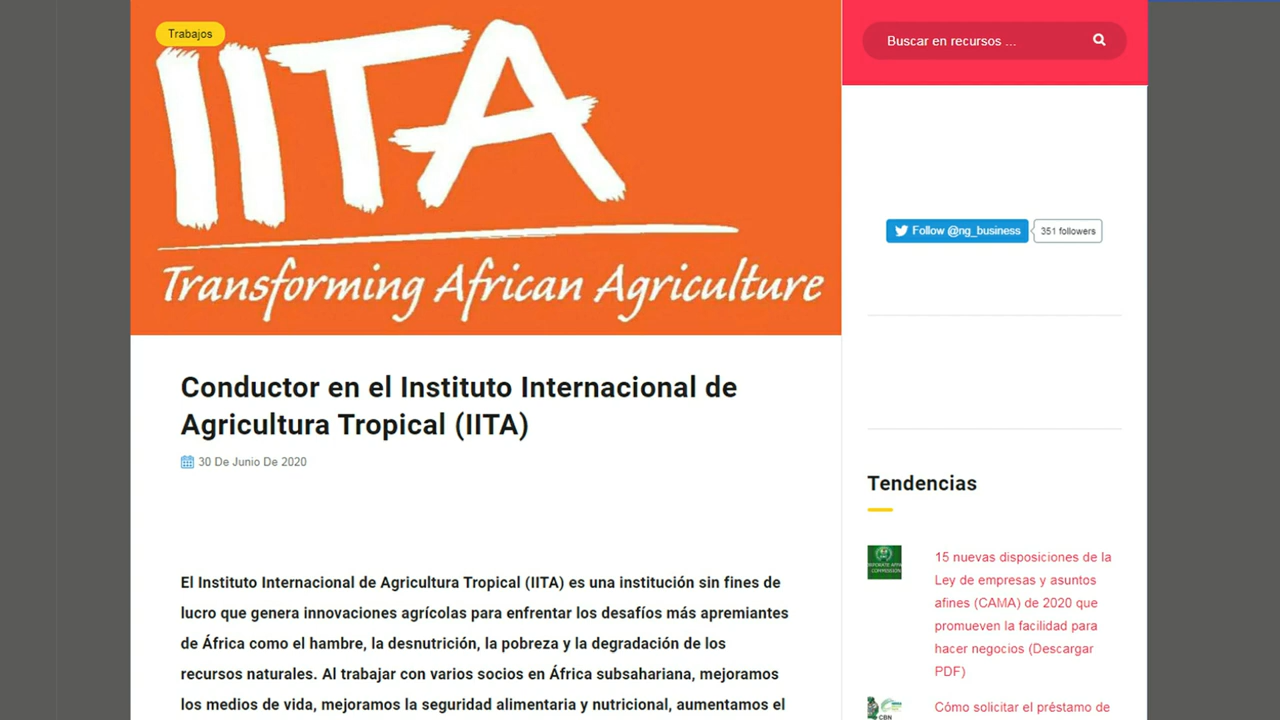 Trabajos
IITA
Transforming African Agriculture
Conductor en el Instituto Internacional de
Agricultura Tropical (IITA)
30 De Junio De 2020
El Instituto Internacional de Agricultura Tropical (IITA) es una institución sin fines de
lucro que genera innovaciones agrícolas para enfrentar los desafíos más apremiantes
de África como el hambre, la desnutrición, la pobreza y la degradación de los
recursos naturales. Al trabajar con varios socios en África subsahariana, mejoramos
los medios de vida, mejoramos la seguridad alimentaria y nutricional, aumentamos el
Buscar en recursos ...
Follow @ng_business
351 followers
Tendencias
15 nuevas disposiciones de la
Ley de empresas y asuntos
afines (CAMA) de 2020 que
promueven la facilidad para
hacer negocios (Descargar
PDF)
CBN
Cómo solicitar el préstamo de